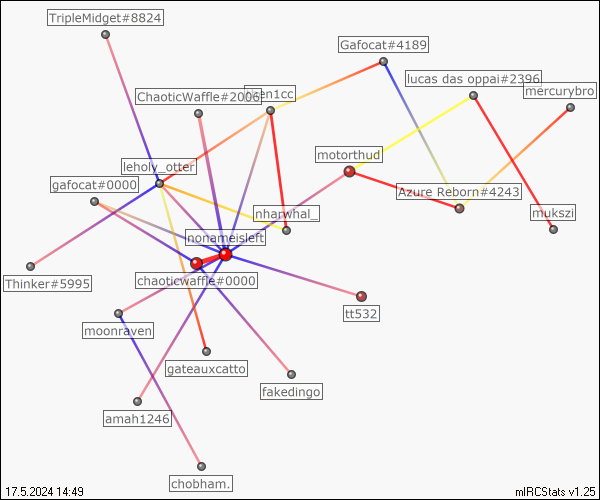 TripleMidget#8824
Gafocat#4189
lucas das oppai#2396
mercurybro
ChaoticWaffle#2006
motorthud
leholy_otter
gafocat#0000
Azure Reborn#4243
nharwhal_
mukszi
nonameisleft
Thinker#5995
chaoticwaffle#0000
tt532
moonraven
gateauxcatto
fakedingo
amah1246
chobham.
17.5.2024 14:49
mIRCStats v1.25